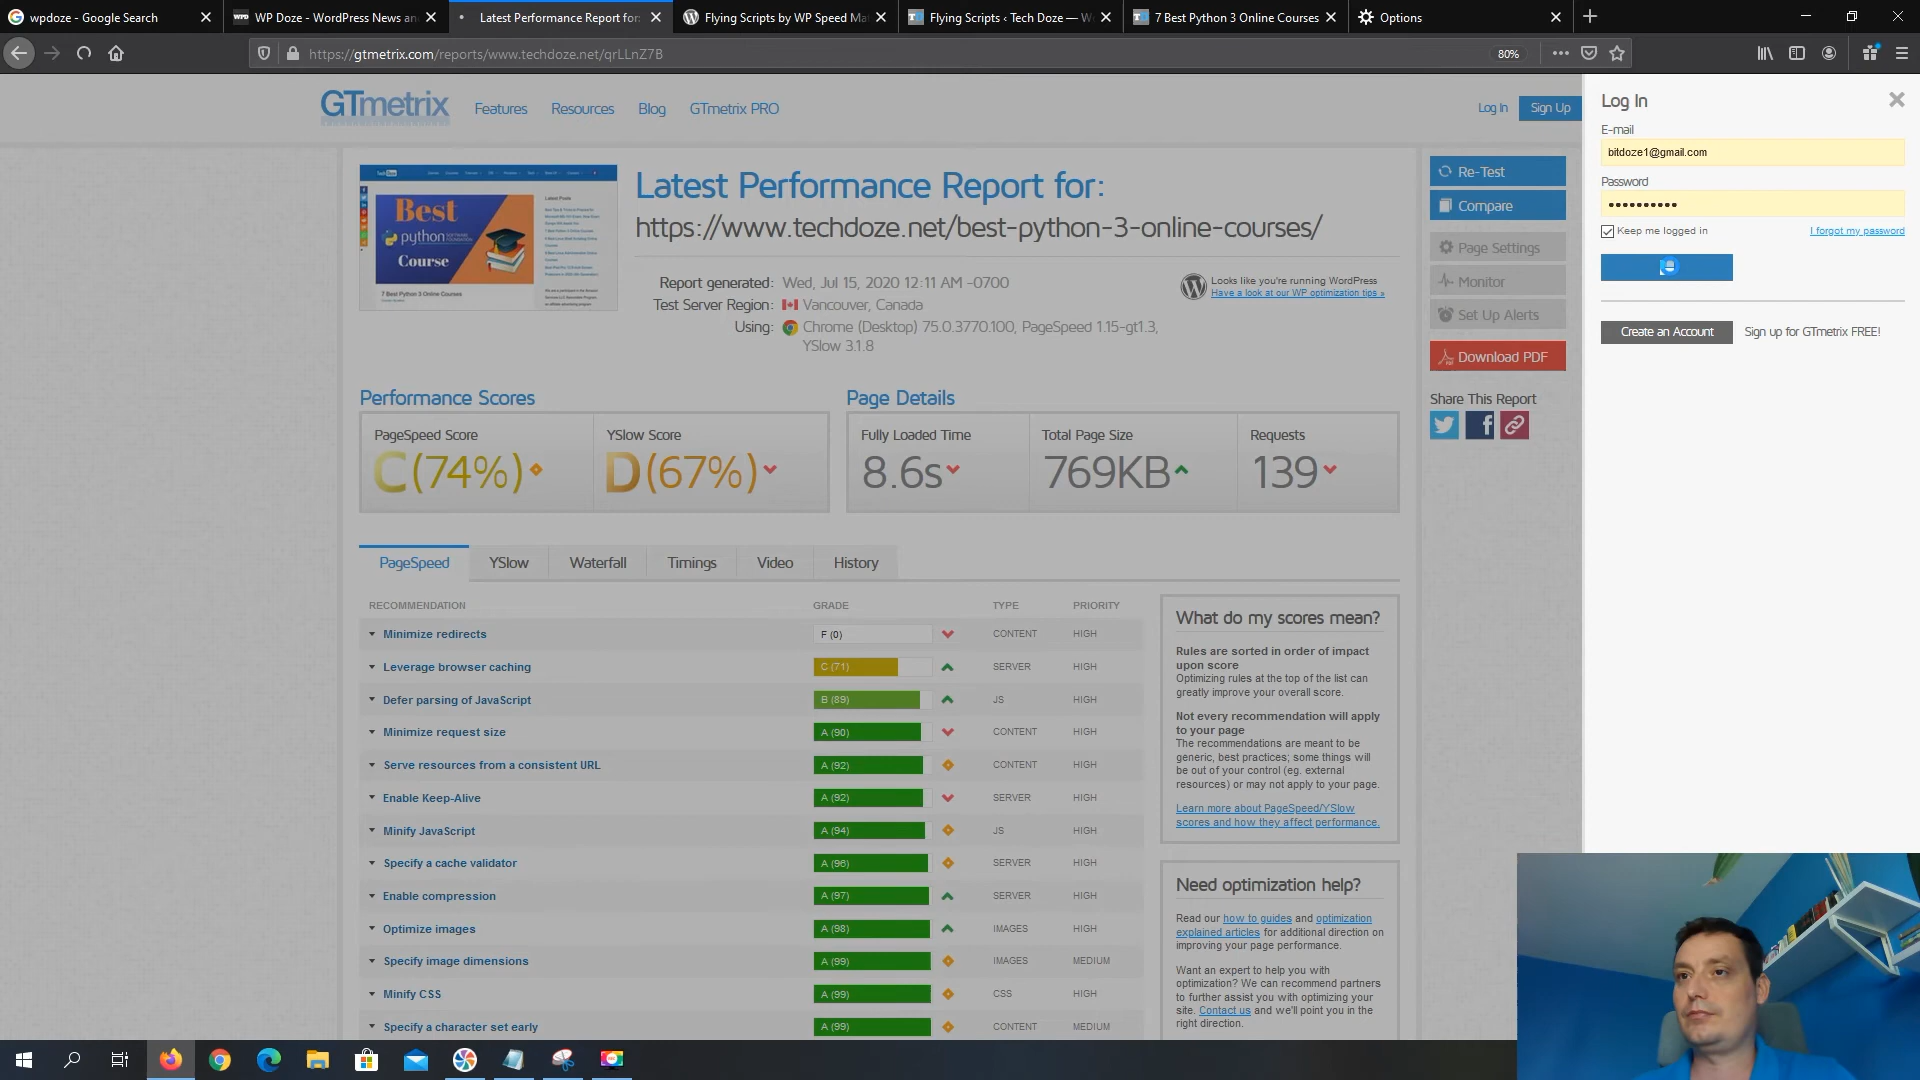 wpdoze - Google Search
WP Doze - WordPress News an
Latest Performance Report for:
Flying Scripts by WP Speed Ma
Flying Scripts ‹ Tech Doze — W
7 Best Python 3 Online Courses
Options
https://gtmetrix.com/reports/www.techdoze.net/qrLLnZ7B
80%
GTmetrix
Features
Resources
Blog
GTmetrix PRO
Log In
Sign Up
Log In
E-mail
bitdoze1@gmail.com
Password
Keep me logged in
I forgot my password
Create an Account
Sign up for GTmetrix FREE!
Best
python
Course
7 Best Python 3 Online Courses
Latest Performance Report for:
https://www.techdoze.net/best-python-3-online-courses/
Report generated: Wed, Jul 15, 2020 12:11 AM -0700
Test Server Region: Vancouver, Canada
Using: Chrome (Desktop) 75.0.3770.100, PageSpeed 1.15-gt1.3,
YSlow 3.1.8
Looks like you're running WordPress
Have a look at our WP optimization tips »
Re-Test
Compare
Page Settings
Monitor
Set Up Alerts
Download PDF
Share This Report
Performance Scores
PageSpeed Score
C(74%)
YSlow Score
D(67%)
Page Details
Fully Loaded Time
8.6s
Total Page Size
769KB
Requests
139
PageSpeed
YSlow
Waterfall
Timings
Video
History
RECOMMENDATION GRADE TYPE PRIORITY
Minimize redirects F (0) CONTENT HIGH
Leverage browser caching C (71) SERVER HIGH
Defer parsing of JavaScript B (89) JS HIGH
Minimize request size A (90) CONTENT HIGH
Serve resources from a consistent URL A (92) CONTENT HIGH
Enable Keep-Alive A (92) SERVER HIGH
Minify JavaScript A (94) JS HIGH
Specify a cache validator A (96) SERVER HIGH
Enable compression A (97) SERVER HIGH
Optimize images A (98) IMAGES HIGH
Specify image dimensions A (99) IMAGES MEDIUM
Minify CSS A (99) CSS HIGH
Specify a character set early A (99) CONTENT MEDIUM
What do my scores mean?
Rules are sorted in order of impact
upon score
Optimizing rules at the top of the list can
greatly improve your overall score.
Not every recommendation will apply
to your page
The recommendations are meant to be
generic, best practices; some things will
be out of your control (eg. external
resources) or may not apply to your page.
Learn more about PageSpeed/YSlow
scores and how they affect performance.
Need optimization help?
Read our how to guides and optimization
explained articles for additional direction on
improving your page performance.
Want an expert to help you with
optimization? We can recommend partners
to further assist you with optimizing your
site. Contact us and we'll point you in the
right direction.